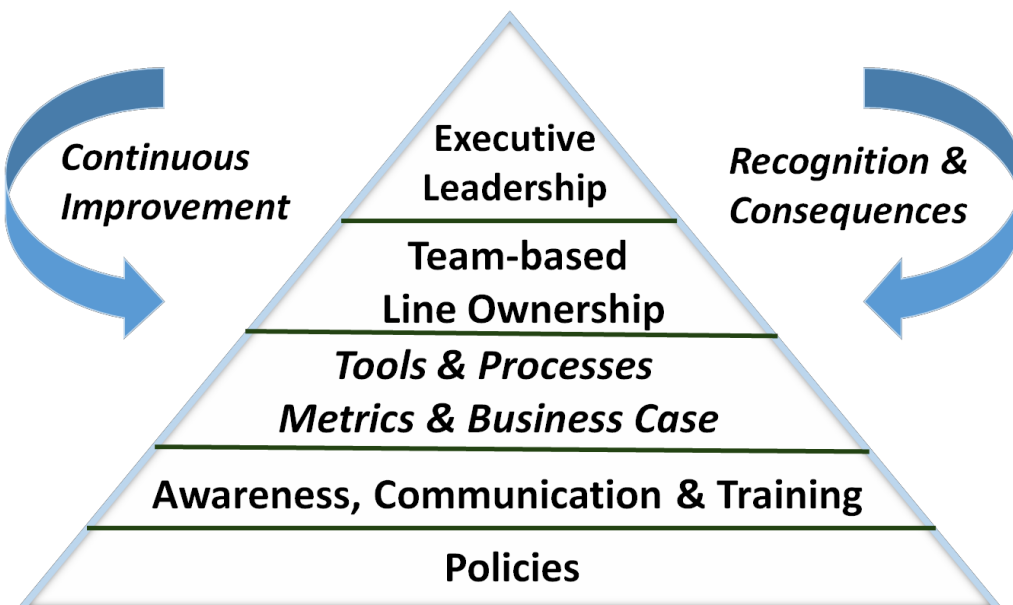 Executive
Leadership
Continuous
Improvement
Recognition &
Consequences
Team-based
Line Ownership
Tools & Processes
Metrics & Business Case
Awareness, Communication & Training
Policies